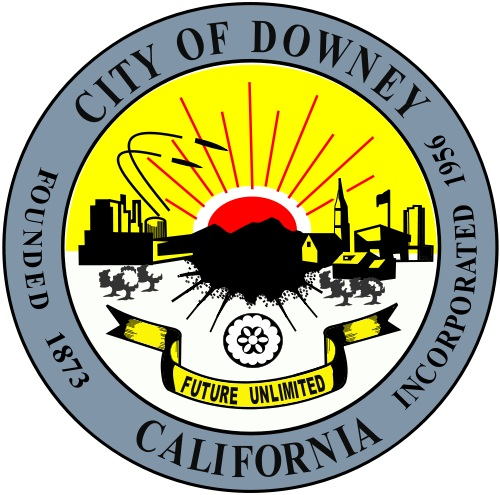 CITY OF DOWNEY
FOUNDED 1873
INCORPORATED 1956
FUTURE UNLIMITED
CALIFORNIA